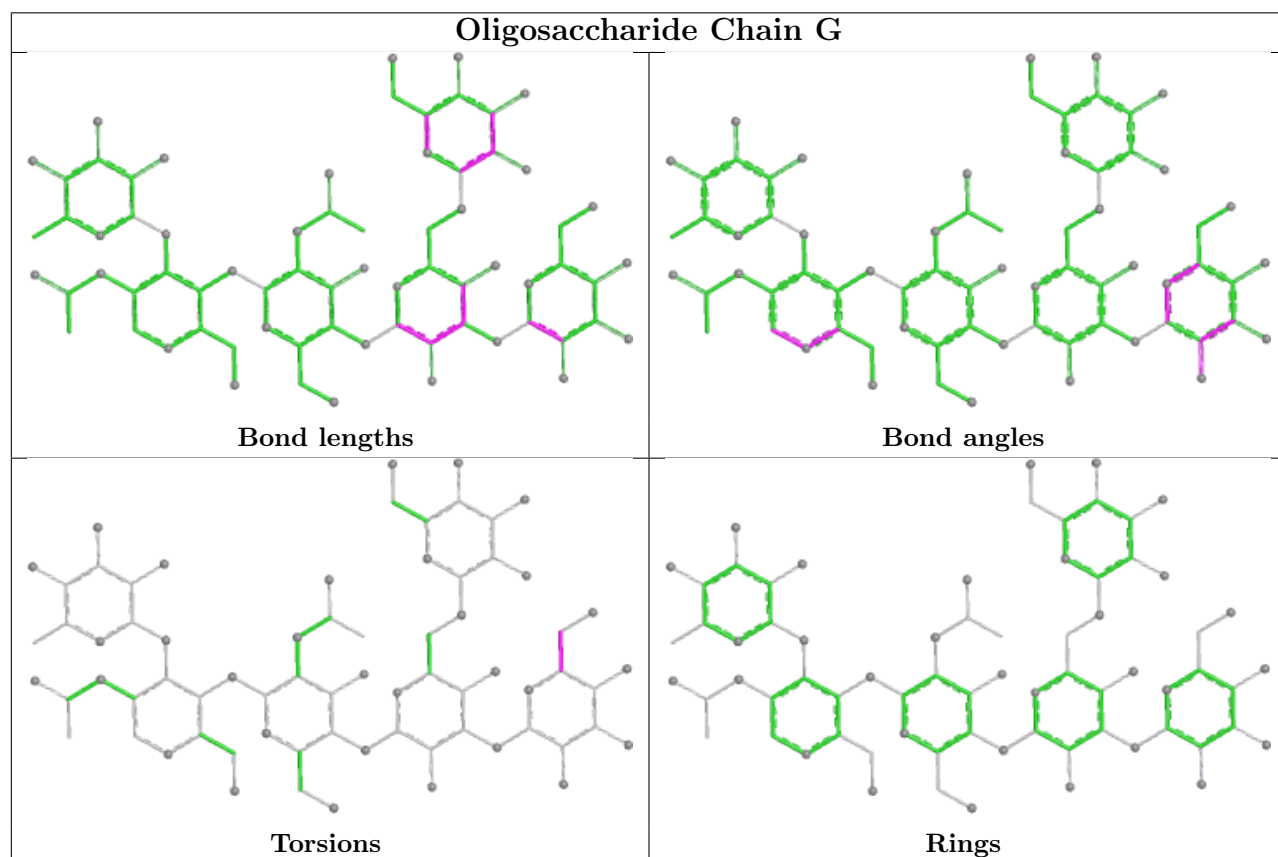 Oligosaccharide Chain G
Bond lengths
Bond angles
Torsions
Rings